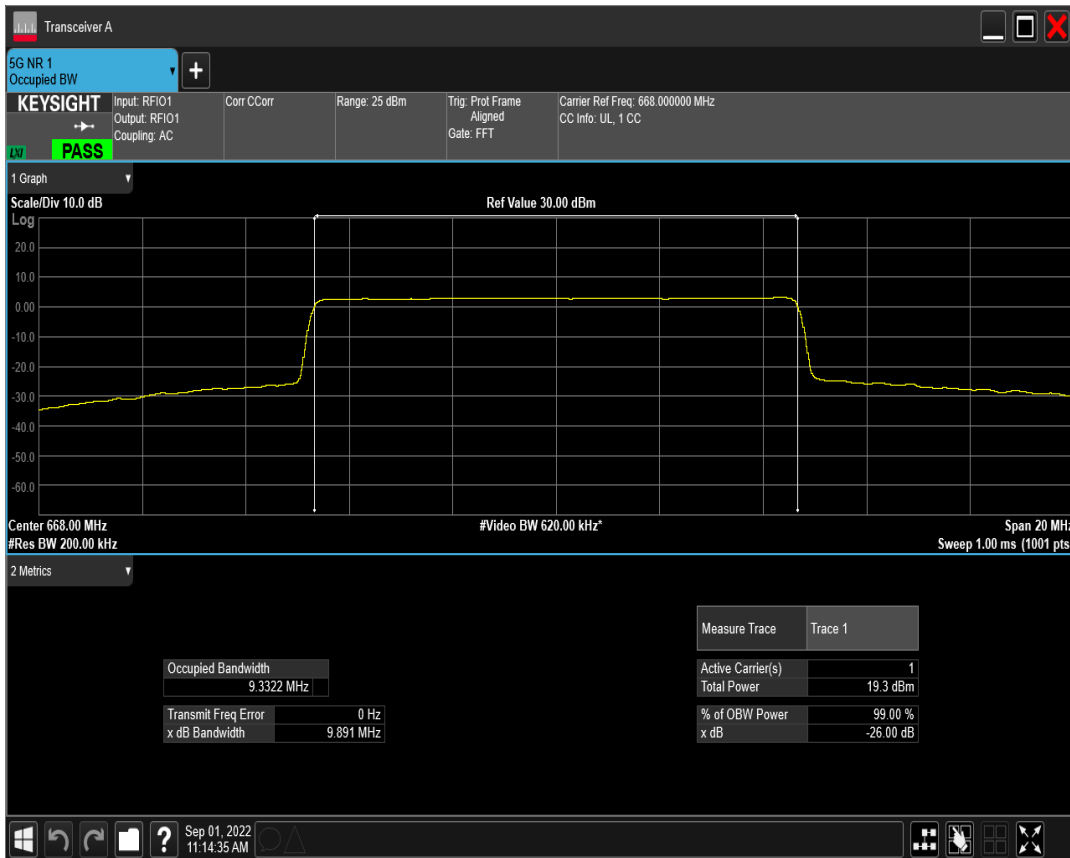 Transceiver A
5G NR 1
Occupied BW
KEYSIGHT
LXI
PASS
Input: RFIO1
Output: RFIO1
Coupling: AC
Corr CCorr
Range: 25 dBm
Trig: Prot Frame
Aligned
Gate: FFT
Carrier Ref Freq: 668.000000 MHz
CC Info: UL, 1 CC
1 Graph
Scale/Div 10.0 dB
Ref Value 30.00 dBm
Log
20.0
10.0
0.00
-10.0
-20.0
-30.0
-40.0
-50.0
-60.0
Center 668.00 MHz
#Video BW 620.00 kHz*
Span 20 MHz
#Res BW 200.00 kHz
Sweep 1.00 ms (1001 pts
2 Metrics
Measure Trace Trace 1
Occupied Bandwidth
9.3322 MHz
Active Carrier(s) 1
Total Power 19.3 dBm
Transmit Freq Error 0 Hz
x dB Bandwidth 9.891 MHz
% of OBW Power 99.00 %
x dB -26.00 dB
?
Sep 01, 2022
11:14:35 AM